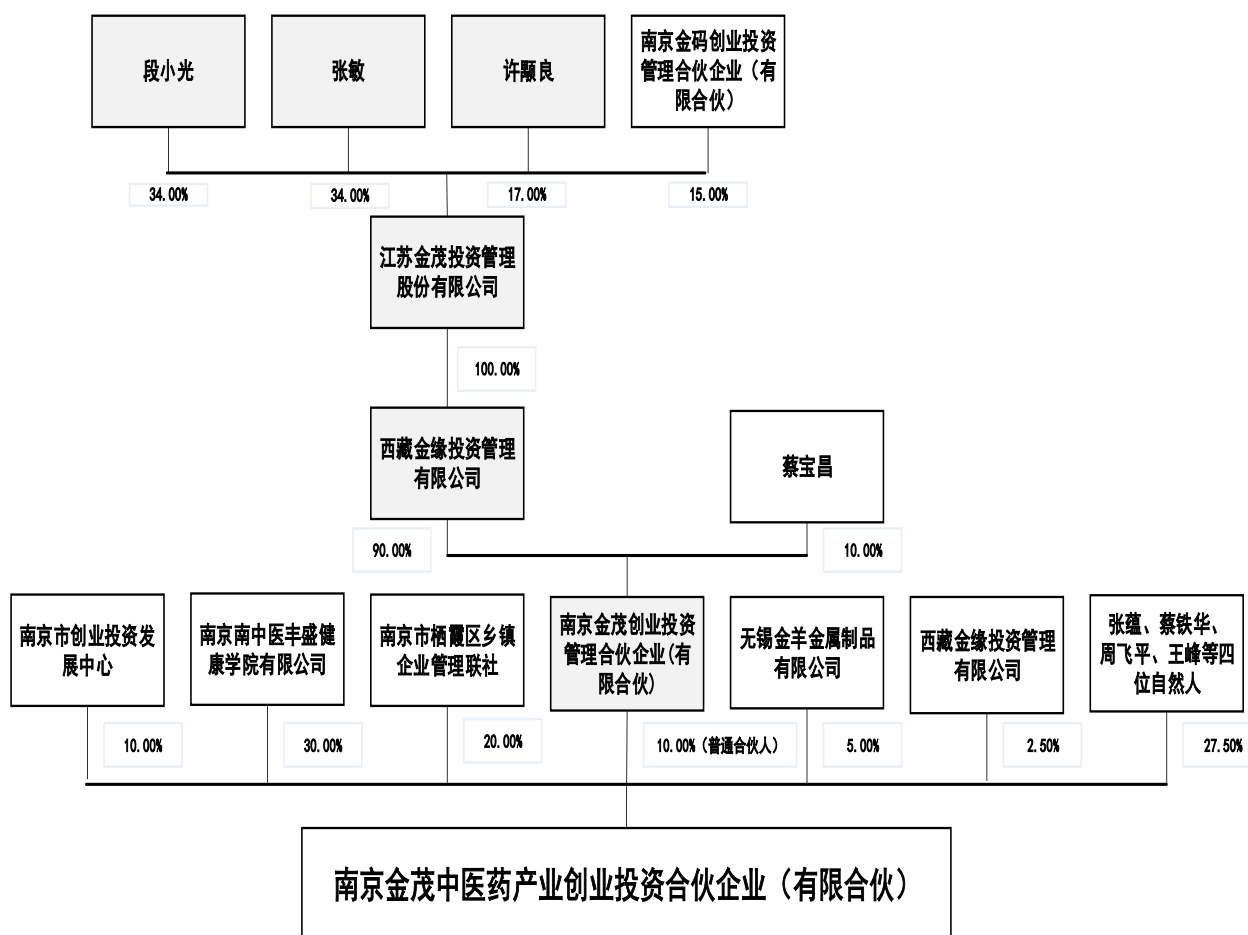 段小光
张敏
许颙良
南京金码创业投资
管理合伙企业（有
限合伙）
34.00%
34.00%
17.00%
15.00%
江苏金茂投资管理
股份有限公司
100.00%
西藏金缘投资管理
有限公司
蔡宝昌
90.00%
10.00%
南京市创业投资发
展中心
南京南中医丰盛健
康学院有限公司
南京市栖霞区乡镇
企业管理联社
南京金茂创业投资
管理合伙企业(有
限合伙)
无锡金羊金属制品
有限公司
西藏金缘投资管理
有限公司
张蕴、蔡铁华、
周飞平、王峰等四
位自然人
10.00%
30.00%
20.00%
10.00%（普通合伙人）
5.00%
2.50%
27.50%
南京金茂中医药产业创业投资合伙企业（有限合伙）